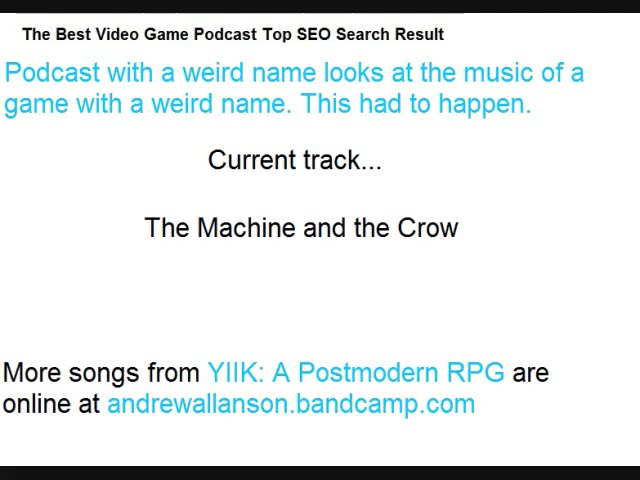 The Best Video Game Podcast Top SEO Search Result
Podcast with a weird name looks at the music of a
game with a weird name. This had to happen.
Current track...
The Machine and the Crow
More songs from YIIK: A Postmodern RPG are
online at andrewallanson.bandcamp.com